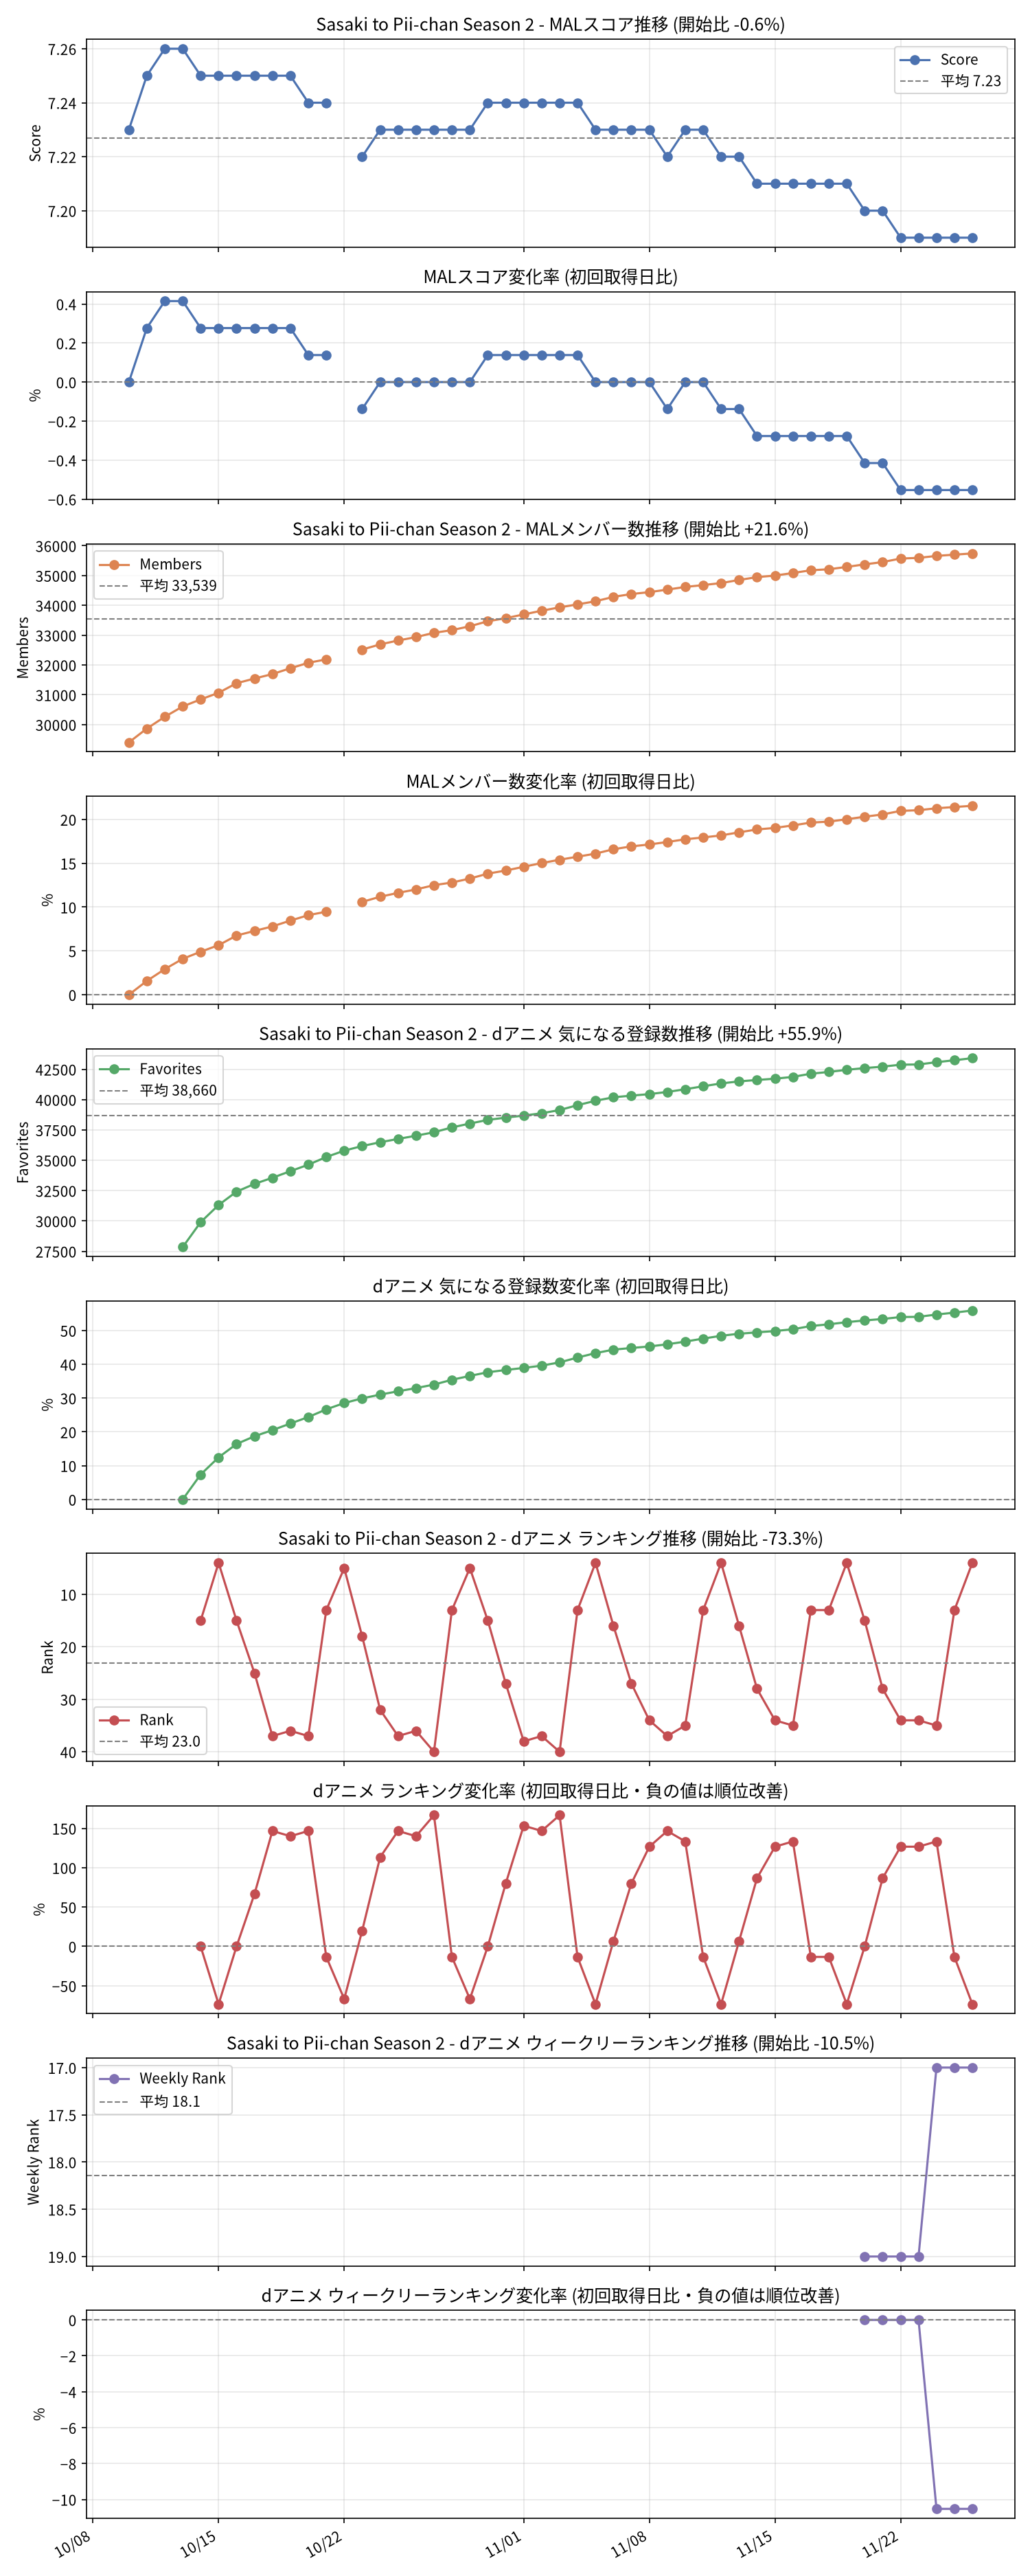 Sasaki to Pii-chan Season 2 - MALスコア推移 (開始比 -0.6%)
Score
7.26
7.24
7.22
7.20
Score
平均 7.23
MALスコア変化率 (初回取得日比)
%
0.4
0.2
0.0
−0.2
−0.4
−0.6
Sasaki to Pii-chan Season 2 - MALメンバー数推移 (開始比 +21.6%)
Members
36000
35000
34000
33000
32000
31000
30000
Members
平均 33,539
MALメンバー数変化率 (初回取得日比)
%
20
15
10
5
0
Sasaki to Pii-chan Season 2 - dアニメ 気になる登録数推移 (開始比 +55.9%)
Favorites
42500
40000
37500
35000
32500
30000
27500
Favorites
平均 38,660
dアニメ 気になる登録数変化率 (初回取得日比)
%
50
40
30
20
10
0
Sasaki to Pii-chan Season 2 - dアニメ ランキング推移 (開始比 -73.3%)
Rank
10
20
30
40
Rank
平均 23.0
dアニメ ランキング変化率 (初回取得日比・負の値は順位改善)
%
150
100
50
0
−50
Sasaki to Pii-chan Season 2 - dアニメ ウィークリーランキング推移 (開始比 -10.5%)
Weekly Rank
17.0
17.5
18.0
18.5
19.0
Weekly Rank
平均 18.1
dアニメ ウィークリーランキング変化率 (初回取得日比・負の値は順位改善)
%
0
−2
−4
−6
−8
−10
10/08
10/15
10/22
11/01
11/08
11/15
11/22